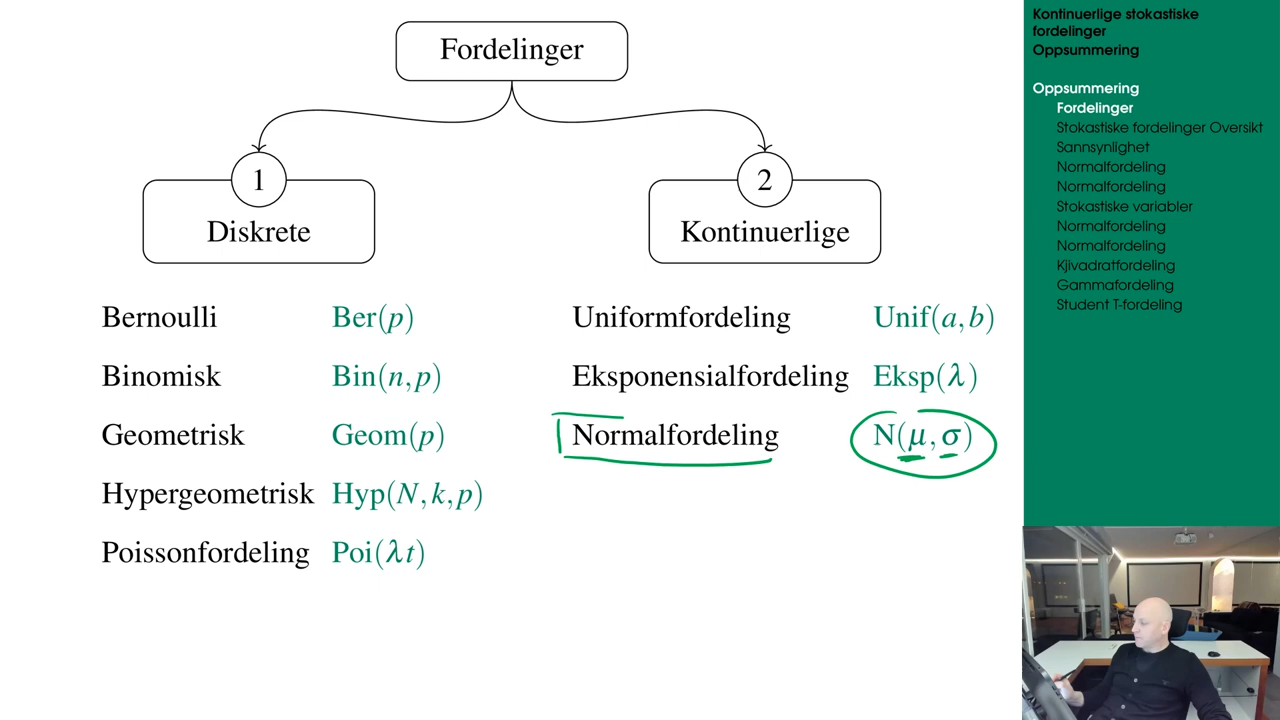 Fordelinger
1
Diskrete
2
Kontinuerlige
Bernoulli Ber(p)
Binomisk Bin(n,p)
Geometrisk Geom(p)
Hypergeometrisk Hyp(N,k,p)
Poissonfordeling Poi(λt)
Uniformfordeling Unif(a,b)
Eksponensialfordeling Eksp(λ)
Normalfordeling N(μ,σ)
Kontinuerlige stokastiske
fordelinger
Oppsummering
Oppsummering
Fordelinger
Stokastiske fordelinger Oversikt
Sannsynlighet
Normalfordeling
Normalfordeling
Stokastiske variabler
Normalfordeling
Normalfordeling
Kjivadratfordeling
Gammafordeling
Student T-fordeling